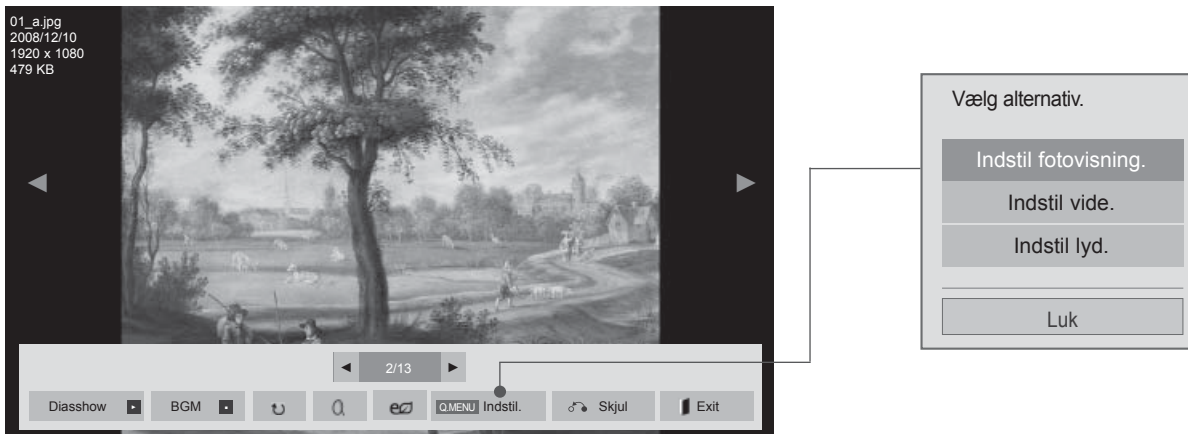 01_a.jpg
2008/12/10
1920 x 1080
479 KB
2/13
Diasshow BGM Q.MENU Indstil. Skjul Exit
Vælg alternativ.
Indstil fotovisning.
Indstil vide.
Indstil lyd.
Luk